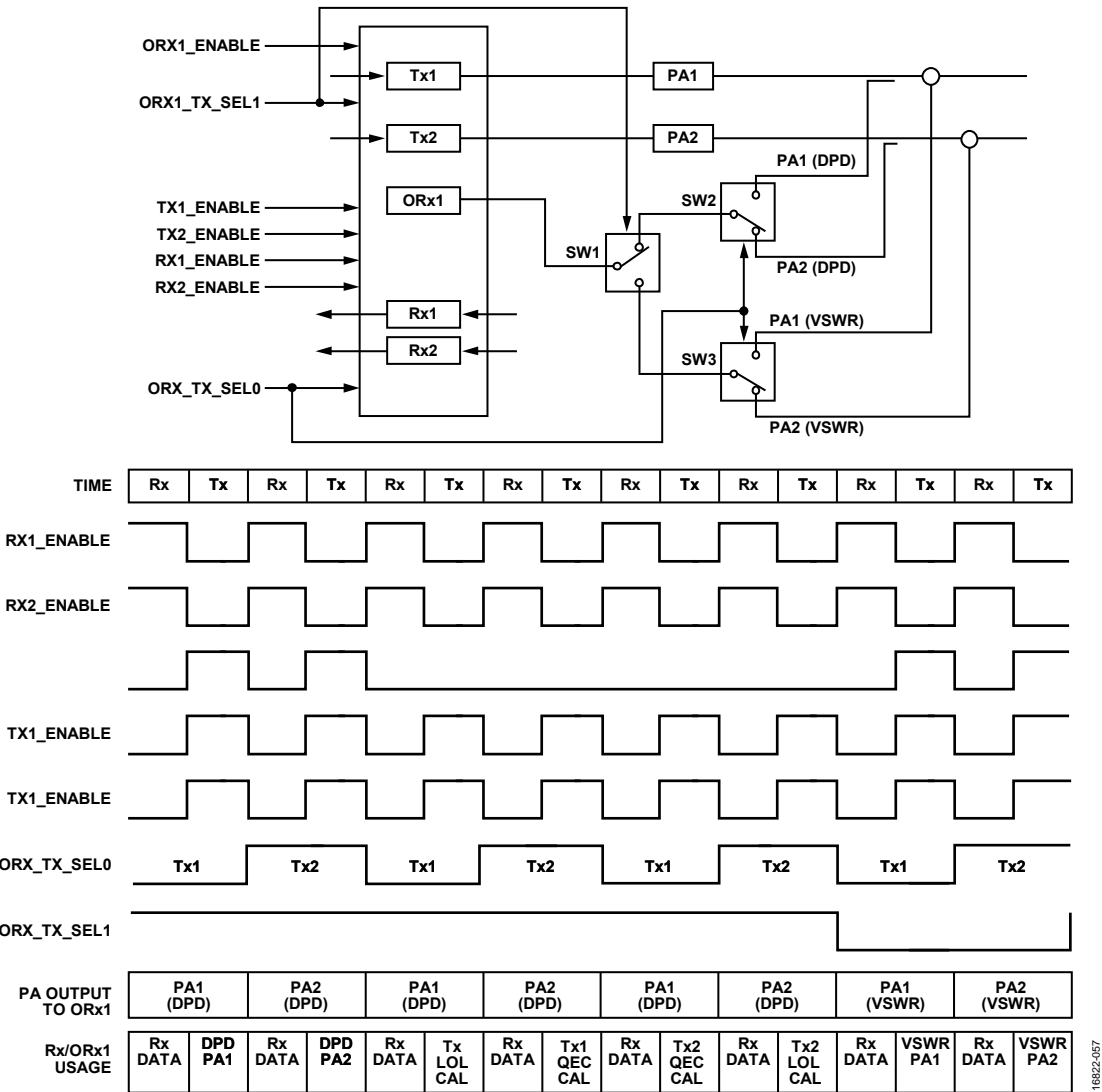 ORX1_ENABLE
Tx1
PA1
ORX1_TX_SEL1
Tx2
PA2
PA1 (DPD)
ORx1
SW2
TX1_ENABLE
TX2_ENABLE
SW1
RX1_ENABLE
PA2 (DPD)
RX2_ENABLE
Rx1
PA1 (VSWR)
Rx2
SW3
ORX_TX_SEL0
PA2 (VSWR)
TIME Rx Tx Rx Tx Rx Tx Rx Tx Rx Tx Rx Tx Rx Tx Rx Tx
RX1_ENABLE
RX2_ENABLE
TX1_ENABLE
TX1_ENABLE
ORX_TX_SEL0 Tx1 Tx2 Tx1 Tx2 Tx1 Tx2 Tx1 Tx2
ORX_TX_SEL1
PA OUTPUT PA1 PA2 PA1 PA2 PA1 PA2 PA1 PA2
TO ORx1 (DPD) (DPD) (DPD) (DPD) (DPD) (DPD) (VSWR) (VSWR)
Rx/ORx1 USAGE
Rx DATA
DPD PA1
Rx DATA
DPD PA2
Rx DATA
Tx LOL CAL
Rx DATA
Tx1 QEC CAL
Rx DATA
Tx2 QEC CAL
Rx DATA
Tx2 LOL CAL
Rx DATA
VSWR PA1
Rx DATA
VSWR PA2
16822-057